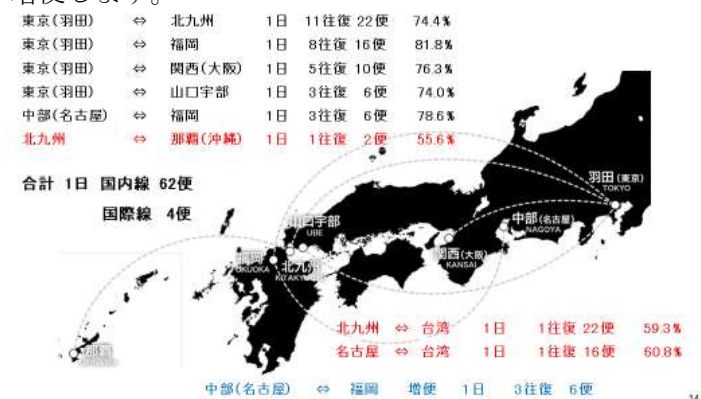 増便します。
東京(羽田) ⇔ 北九州 1日 11往復 22便 74.4%
東京(羽田) ⇔ 福岡 1日 8往復 16便 81.8%
東京(羽田) ⇔ 関西(大阪) 1日 5往復 10便 76.3%
東京(羽田) ⇔ 山口宇部 1日 3往復 6便 74.0%
中部(名古屋) ⇔ 福岡 1日 3往復 6便 78.6%
北九州 ⇔ 那覇(沖縄) 1日 1往復 2便 55.6%
合計 1日 国内線 62便
国際線 4便
羽田(東京)
TOKYO
山口宇部
UBE
中部(名古屋)
NAGOYA
関西(大阪)
KANSAI
福岡
北九州
那覇
北九州 ⇔ 台湾 1日 1往復 22便 59.3%
名古屋 ⇔ 台湾 1日 1往復 16便 60.8%
中部(名古屋) ⇔ 福岡 増便 1日 3往復 6便